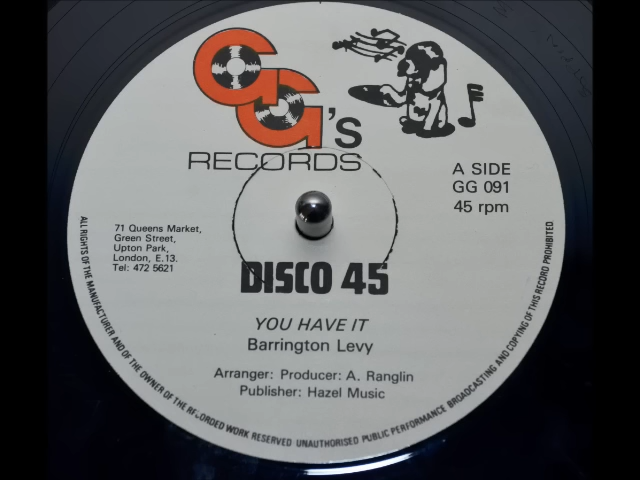 GG's
RECORDS
A SIDE
GG 091
45 rpm
71 Queens Market,
Green Street,
Upton Park,
London, E.13.
Tel: 472 5621
DISCO 45
YOU HAVE IT
Barrington Levy
Arranger: Producer: A. Ranglin
Publisher: Hazel Music
ALL RIGHTS OF THE MANUFACTURER AND OF THE OWNER OF THE RECORDED WORK RESERVED UNAUTHORISED PUBLIC PERFORMANCE BROADCASTING AND COPYING OF THIS RECORD PROHIBITED